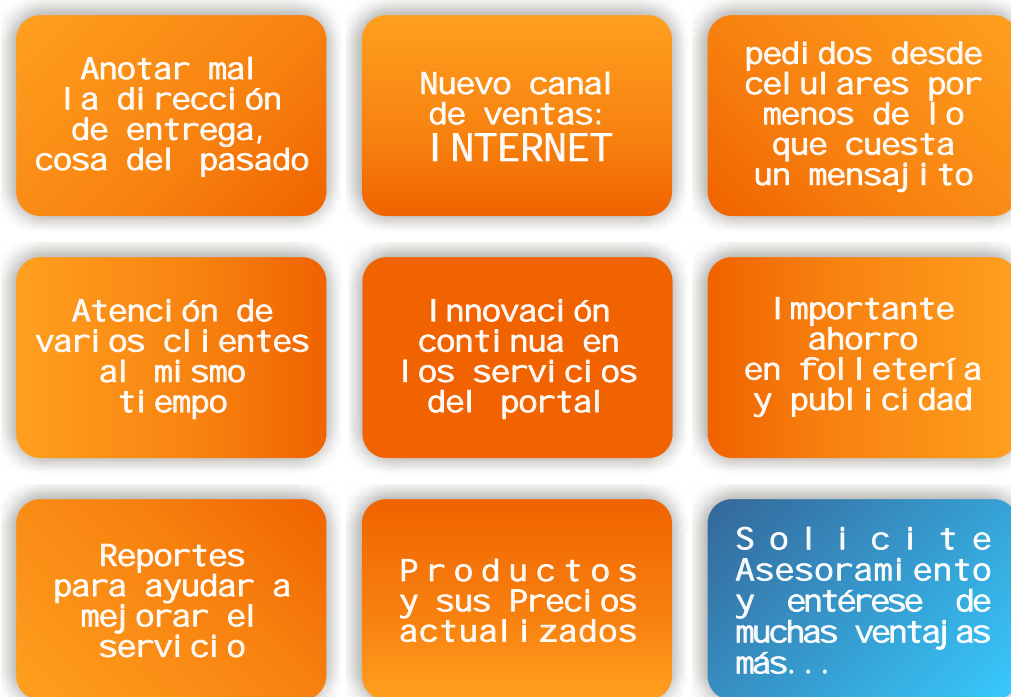 Anotar mal
la dirección
de entrega,
cosa del pasado
Nuevo canal
de ventas:
INTERNET
pedidos desde
celulares por
menos de lo
que cuesta
un mensajito
Atención de
varios clientes
al mismo
tiempo
Innovación
continua en
los servicios
del portal
Importante
ahorro
en folletería
y publicidad
Reportes
para ayudar a
mejorar el
servicio
Productos
y sus Precios
actualizados
Solicite
Asesoramiento
y entérese de
muchas ventajas
más...